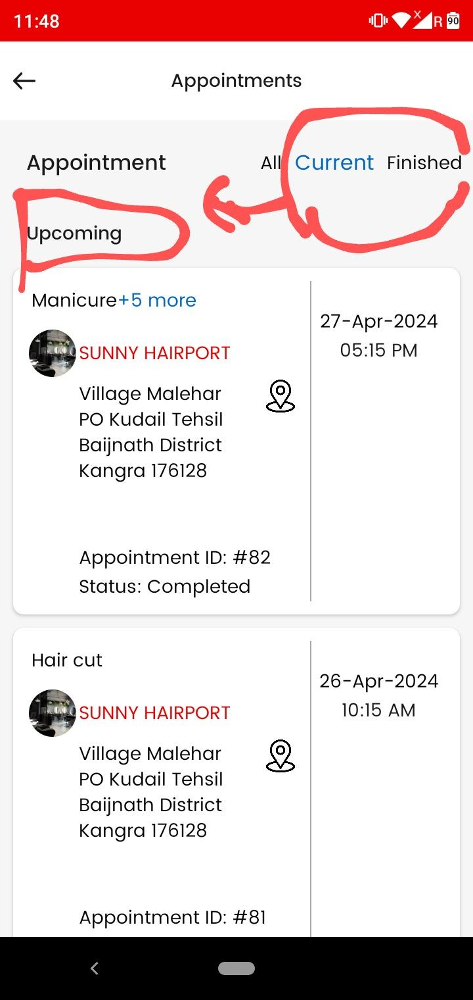 11:48
X R 90
Appointments
Appointment All Current Finished
Upcoming
Manicure+5 more
27-Apr-2024
05:15 PM
SUNNY HAIRPORT
Village Malehar
PO Kudail Tehsil
Baijnath District
Kangra 176128
Appointment ID: #82
Status: Completed
Hair cut
26-Apr-2024
10:15 AM
SUNNY HAIRPORT
Village Malehar
PO Kudail Tehsil
Baijnath District
Kangra 176128
Appointment ID: #81